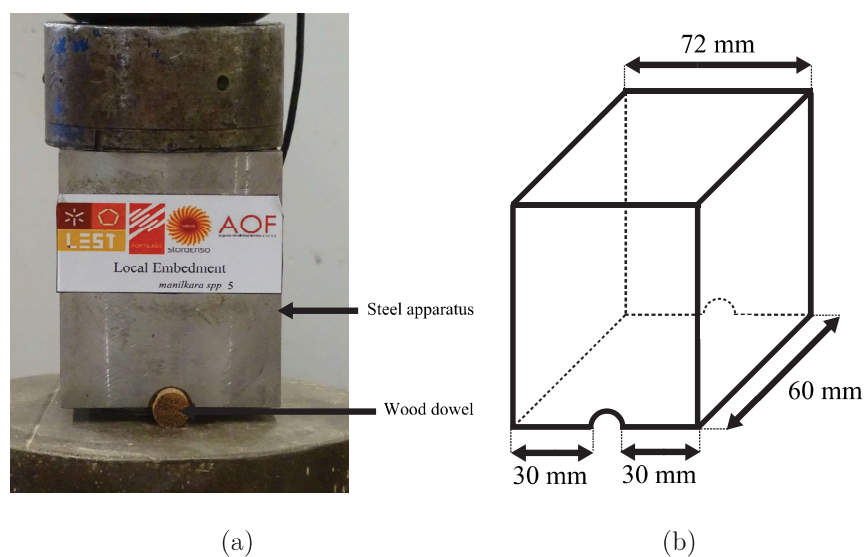 LEST
PORTILAME
storaenso
AOF
Local Embedment
manilkara spp 5
Steel apparatus
Wood dowel
72 mm
60 mm
30 mm
30 mm
(a)
(b)